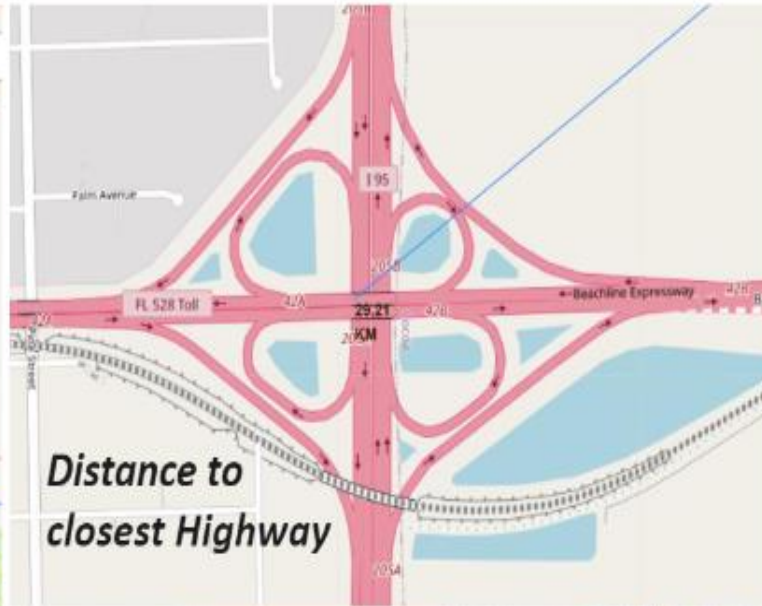 I 95
Palm Avenue
205B
FL 528 Toll
42A
Beachline Expressway
42B
29.21
42B
KM
Distance to
closest Highway
205A